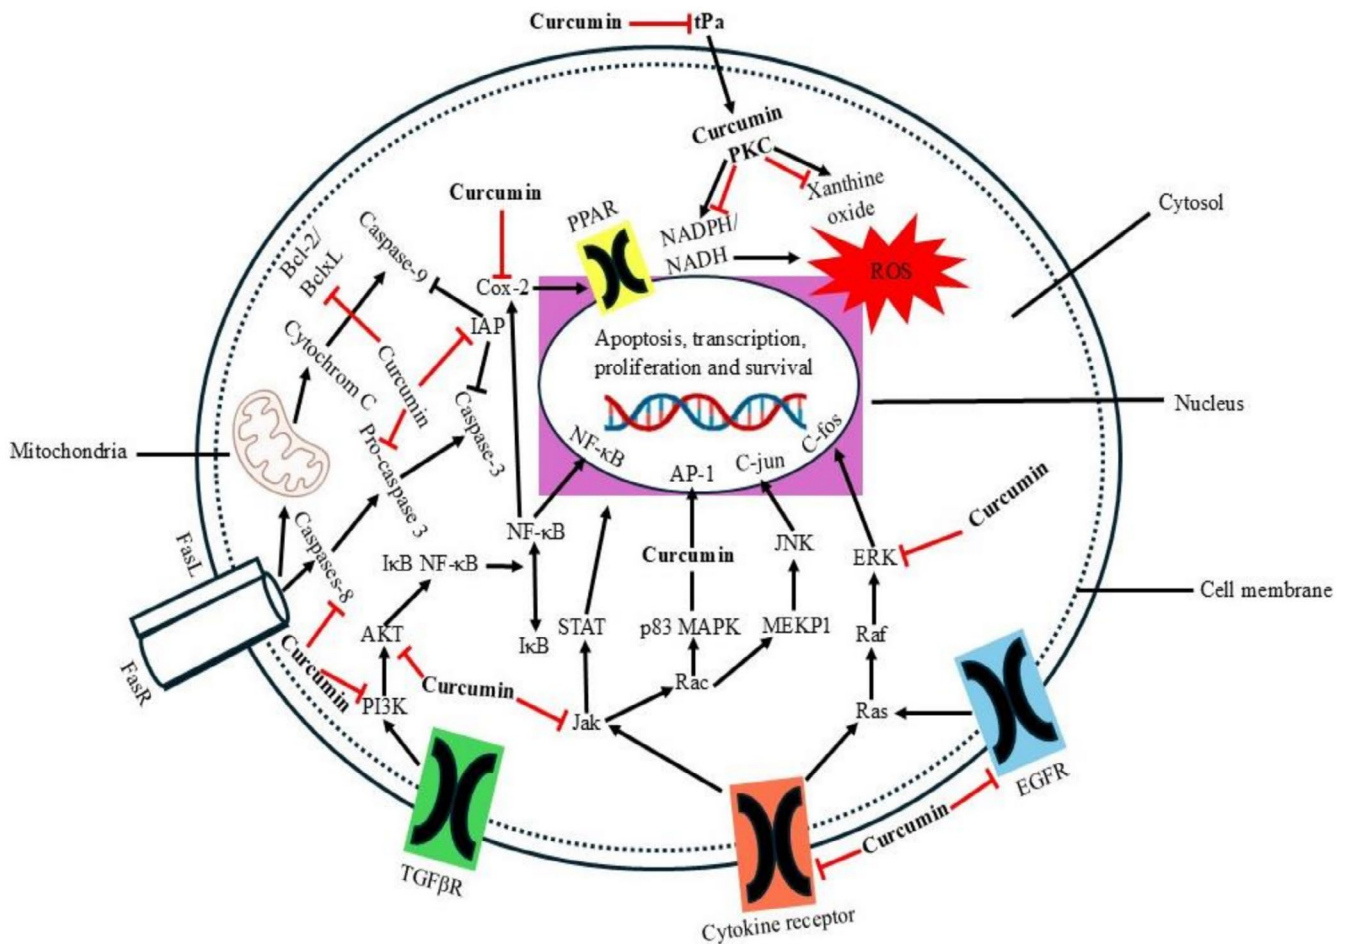 Curcumin
tPa
Curcumin
PKC
Xanthine
oxide
NADPH/
NADH
ROS
Cytosol
Curcumin
PPAR
Caspase-9
Bcl-2/
BclxL
Cox-2
IAP
Cytochrom C
Curcumin
Caspase-3
Pro-caspase 3
Apoptosis, transcription,
proliferation and survival
NF-κB
AP-1
C-jun
C-fos
Nucleus
Mitochondria
Curcumin
FasL
Caspases-8
FasR
IκB NF-κB
NF-κB
IκB
Curcumin
JNK
ERK
Cell membrane
AKT
STAT
p83 MAPK
MEKP1
Raf
Curcumin
Curcumin
PI3K
Jak
Rac
Ras
TGFβR
Cytokine receptor
Curcumin
EGFR